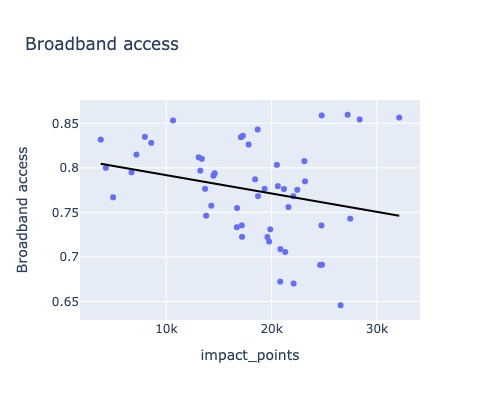 Broadband access
0.85
0.8
0.75
0.7
0.65
Broadband access
10k
20k
30k
impact_points